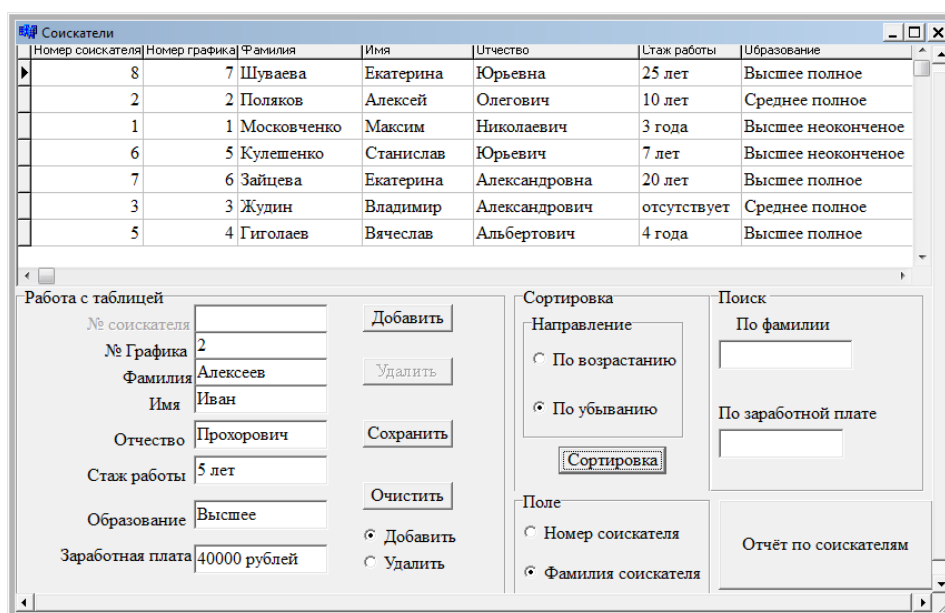 Соискатели
Номер соискателя Номер графика Фамилия Имя Отчество Стаж работы Образование
8 7 Шуваева Екатерина Юрьевна 25 лет Высшее полное
2 2 Поляков Алексей Олегович 10 лет Среднее полное
1 1 Московченко Максим Николаевич 3 года Высшее неоконченое
6 5 Кулешенко Станислав Юрьевич 7 лет Высшее неоконченое
7 6 Зайцева Екатерина Александровна 20 лет Высшее полное
3 3 Жудин Владимир Александрович отсутствует Среднее полное
5 4 Гиголаев Вячеслав Альбертович 4 года Высшее полное
Работа с таблицей
№ соискателя
№ Графика 2
Фамилия Алексеев
Имя Иван
Отчество Прохорович
Стаж работы 5 лет
Образование Высшее
Заработная плата 40000 рублей
Добавить
Удалить
Сохранить
Очистить
Добавить
Удалить
Сортировка
Направление
По возрастанию
По убыванию
Сортировка
Поле
Номер соискателя
Фамилия соискателя
Поиск
По фамилии
По заработной плате
Отчёт по соискателям